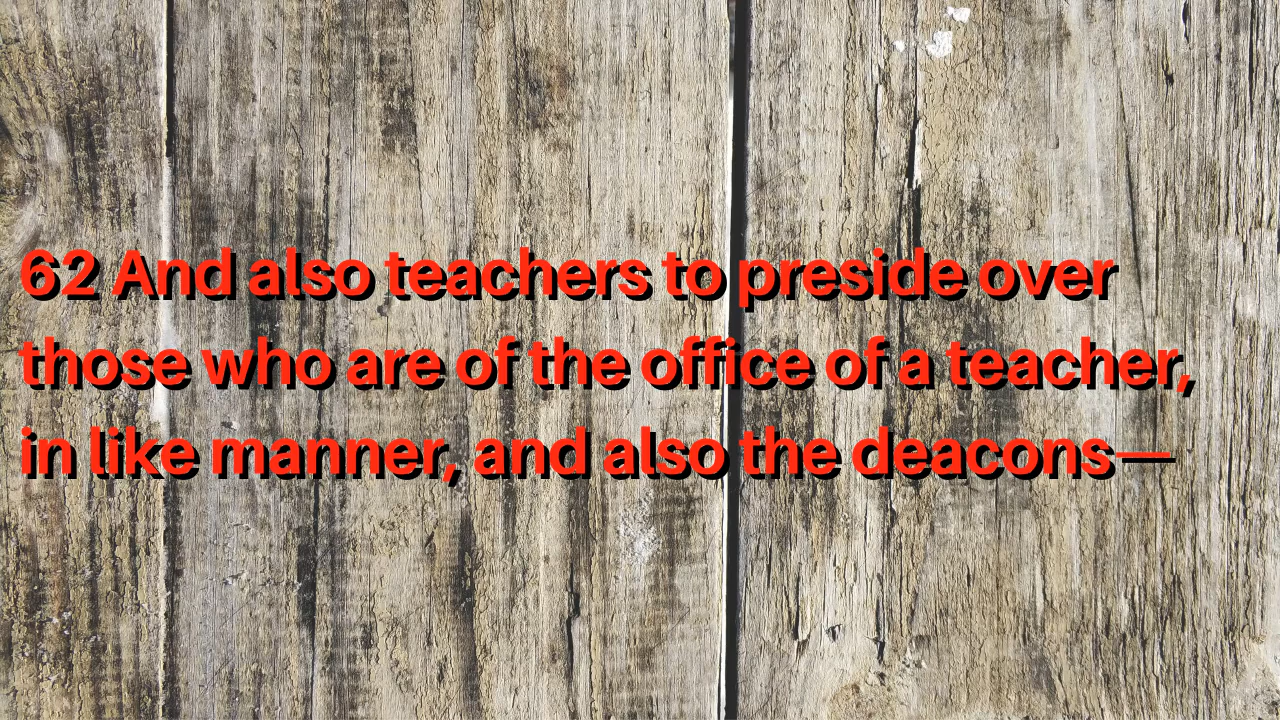 62 And also teachers to preside over
those who are of the office of a teacher,
in like manner, and also the deacons—